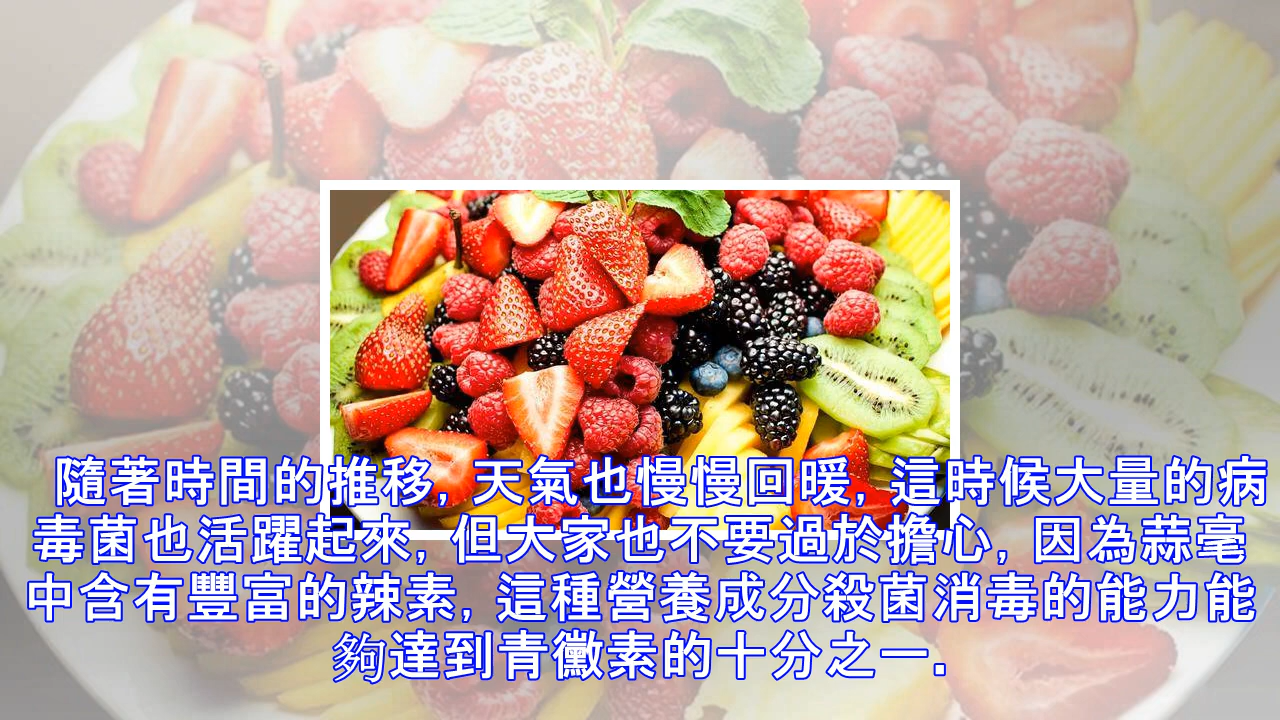 隨著時間的推移, 天氣也慢慢回暖, 這時候大量的病
毒菌也活躍起來, 但大家也不要過於擔心, 因為蒜毫
中含有豐富的辣素, 這種營養成分殺菌消毒的能力能
夠達到青黴素的十分之一.